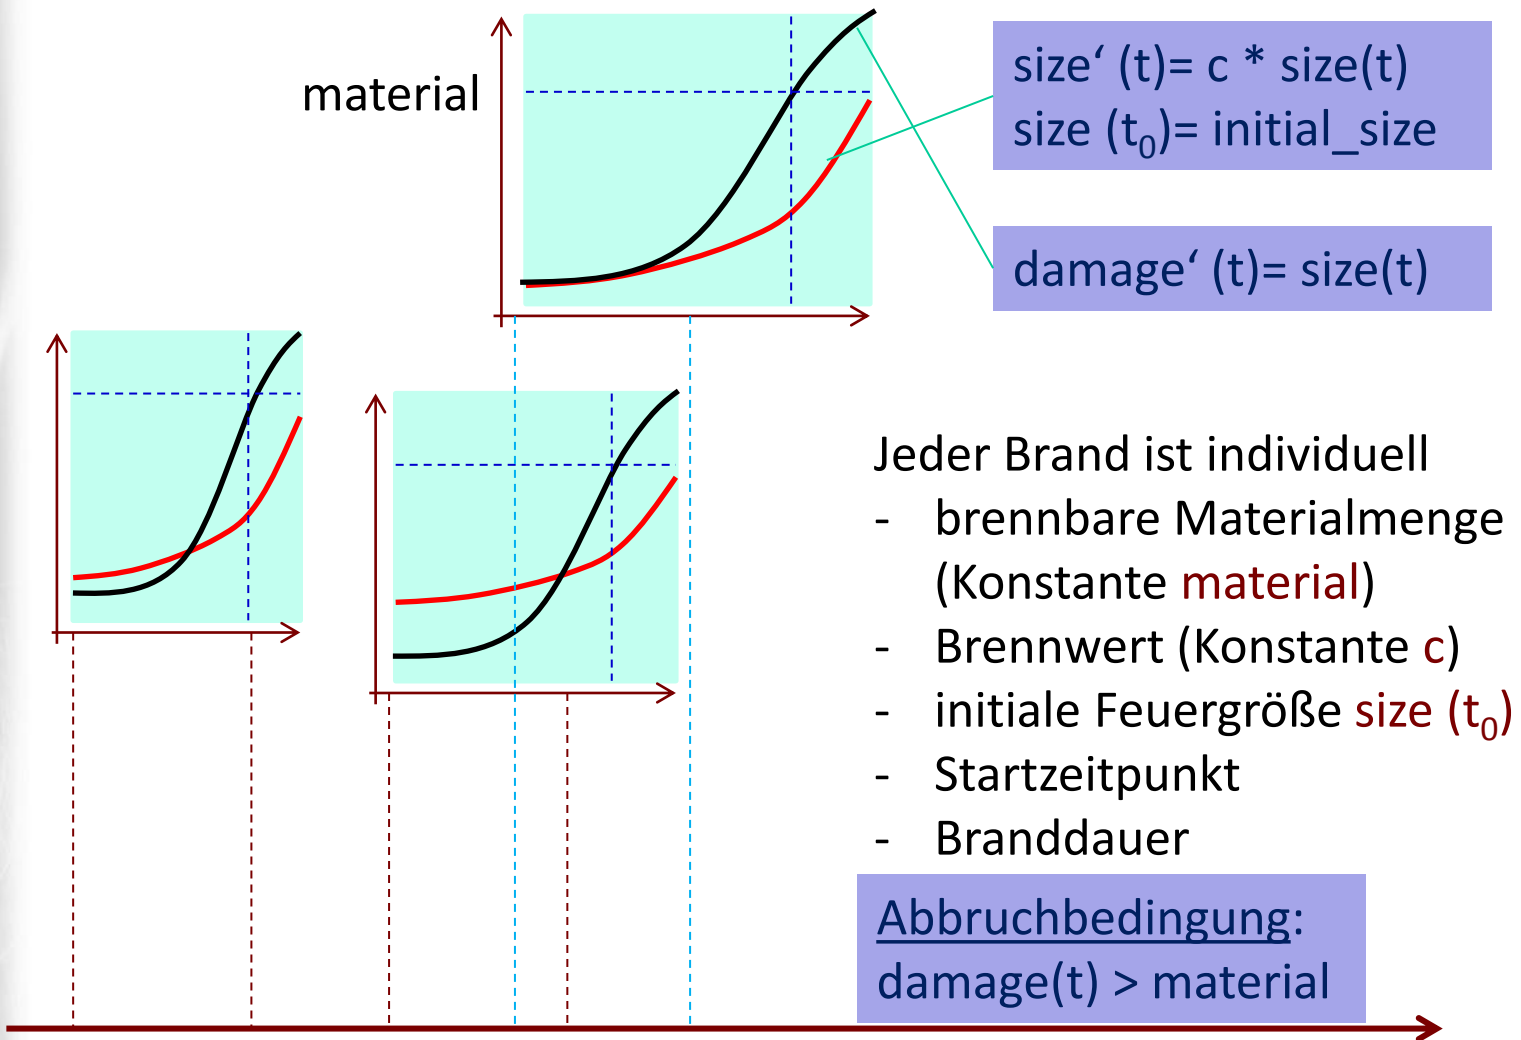 material
size‘ (t)= c * size(t)
size (t₀)= initial_size
damage‘ (t)= size(t)
Jeder Brand ist individuell
- brennbare Materialmenge
(Konstante material)
- Brennwert (Konstante c)
- initiale Feuergröße size (t₀)
- Startzeitpunkt
- Branddauer
Abbruchbedingung:
damage(t) > material